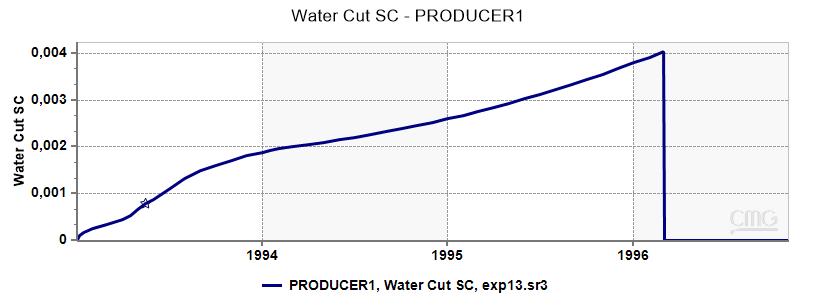 Water Cut SC - PRODUCER1
0,004
0,003
0,002
0,001
0
Water Cut SC
1994
1995
1996
CMG
PRODUCER1, Water Cut SC, exp13.sr3